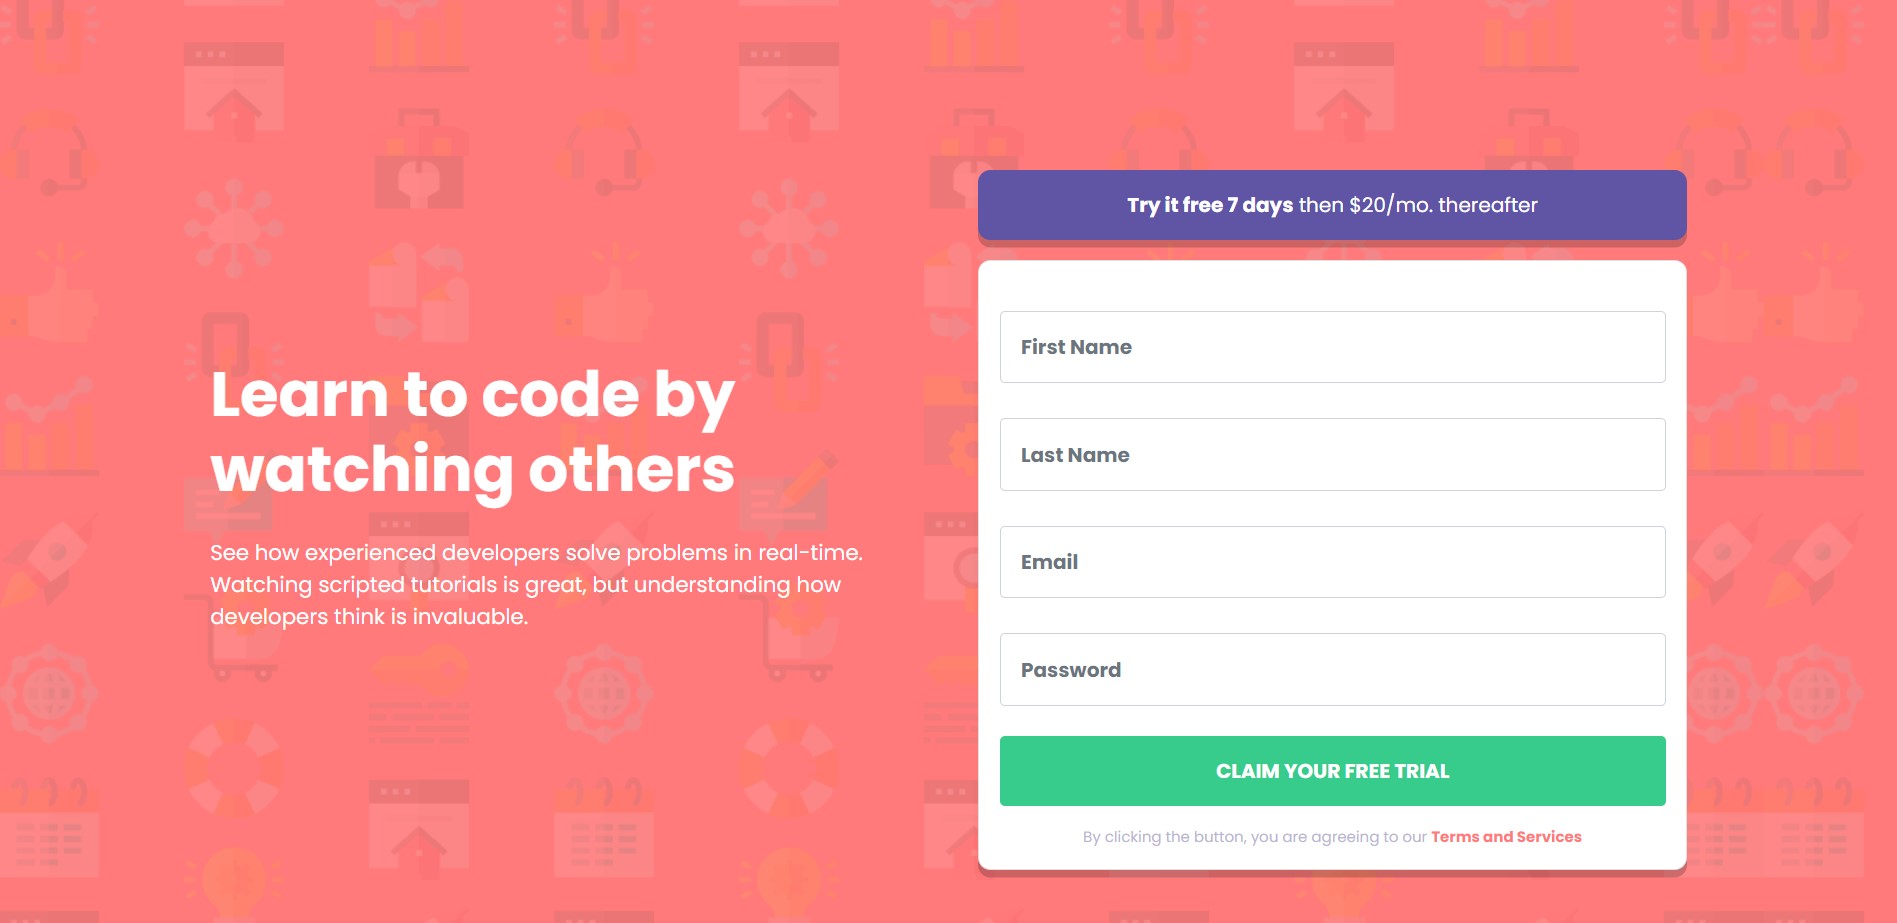 Learn to code by
watching others
See how experienced developers solve problems in real-time.
Watching scripted tutorials is great, but understanding how
developers think is invaluable.
Try it free 7 days then $20/mo. thereafter
First Name
Last Name
Email
Password
CLAIM YOUR FREE TRIAL
By clicking the button, you are agreeing to our Terms and Services